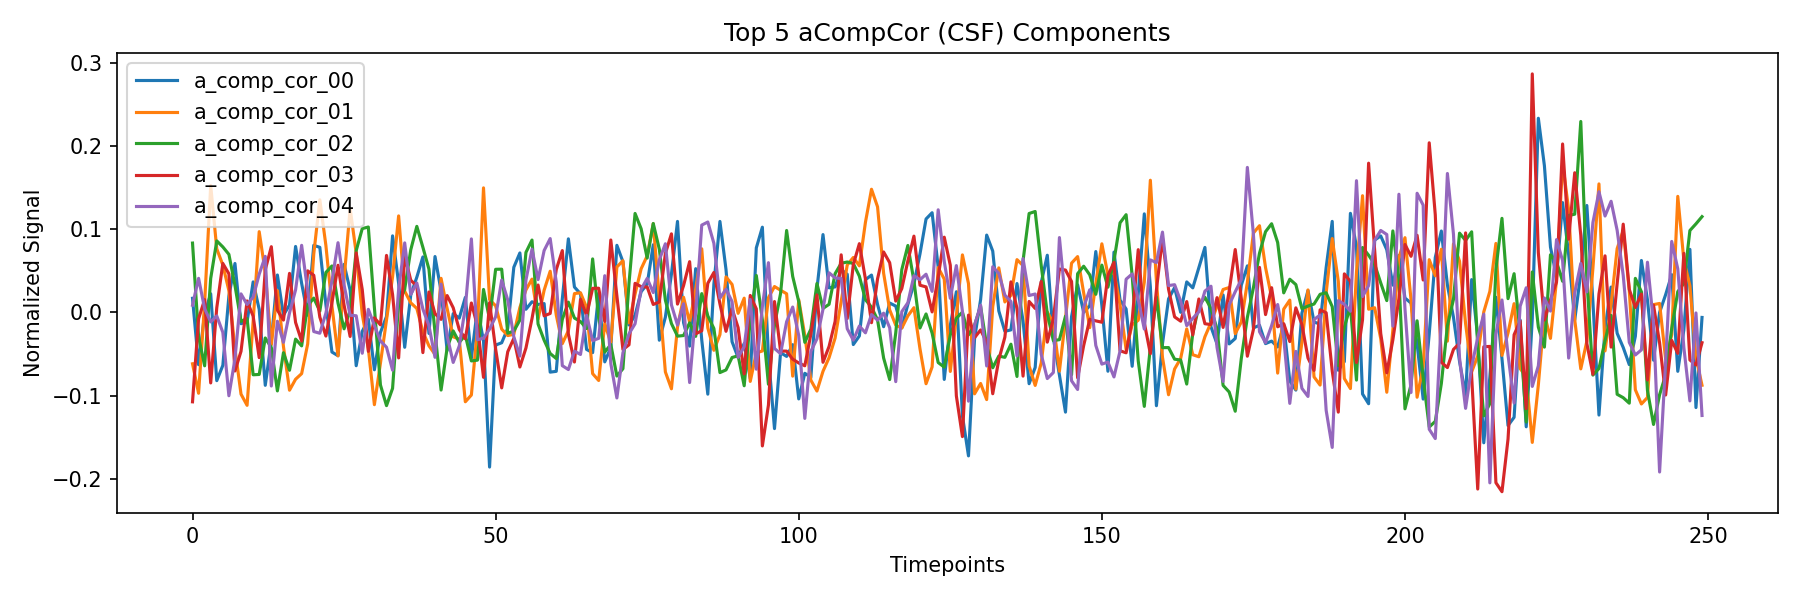 Top 5 aCompCor (CSF) Components
Normalized Signal
0.3
0.2
0.1
0.0
−0.1
−0.2
a_comp_cor_00
a_comp_cor_01
a_comp_cor_02
a_comp_cor_03
a_comp_cor_04
0 50 100 150 200 250
Timepoints